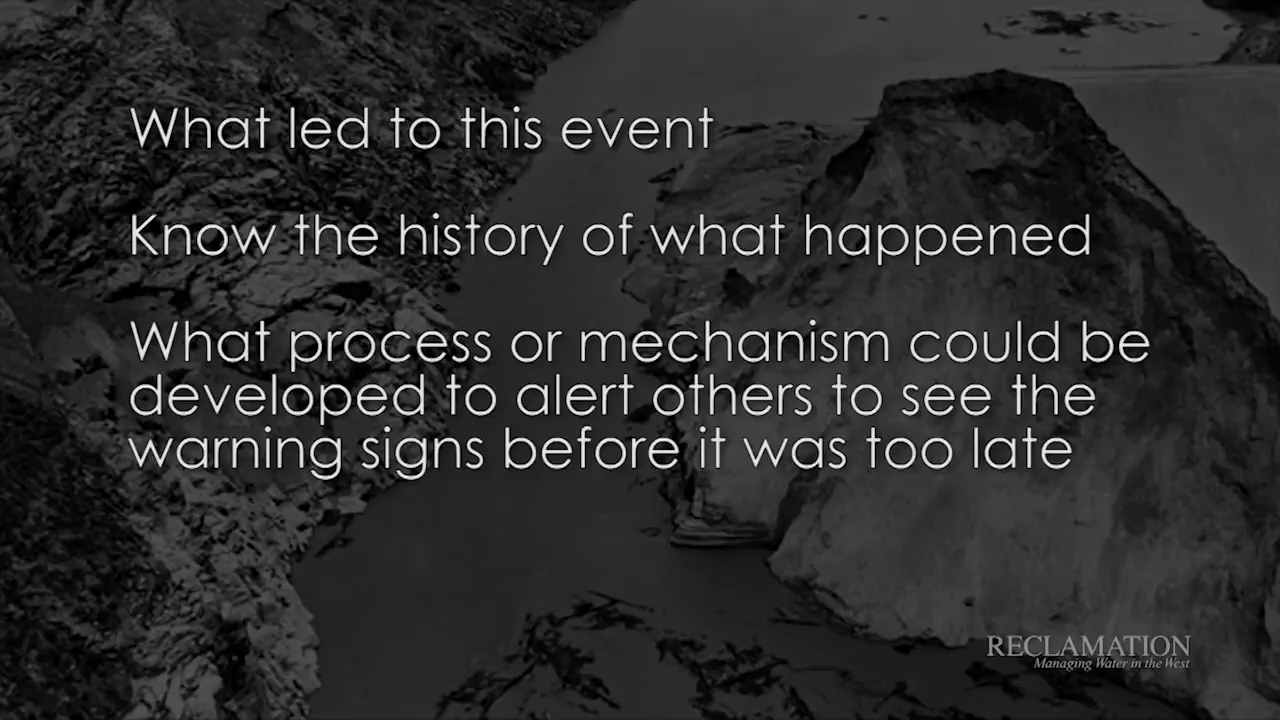 What led to this event
Know the history of what happened
What process or mechanism could be
developed to alert others to see the
warning signs before it was too late
RECLAMATION
Managing Water in the West